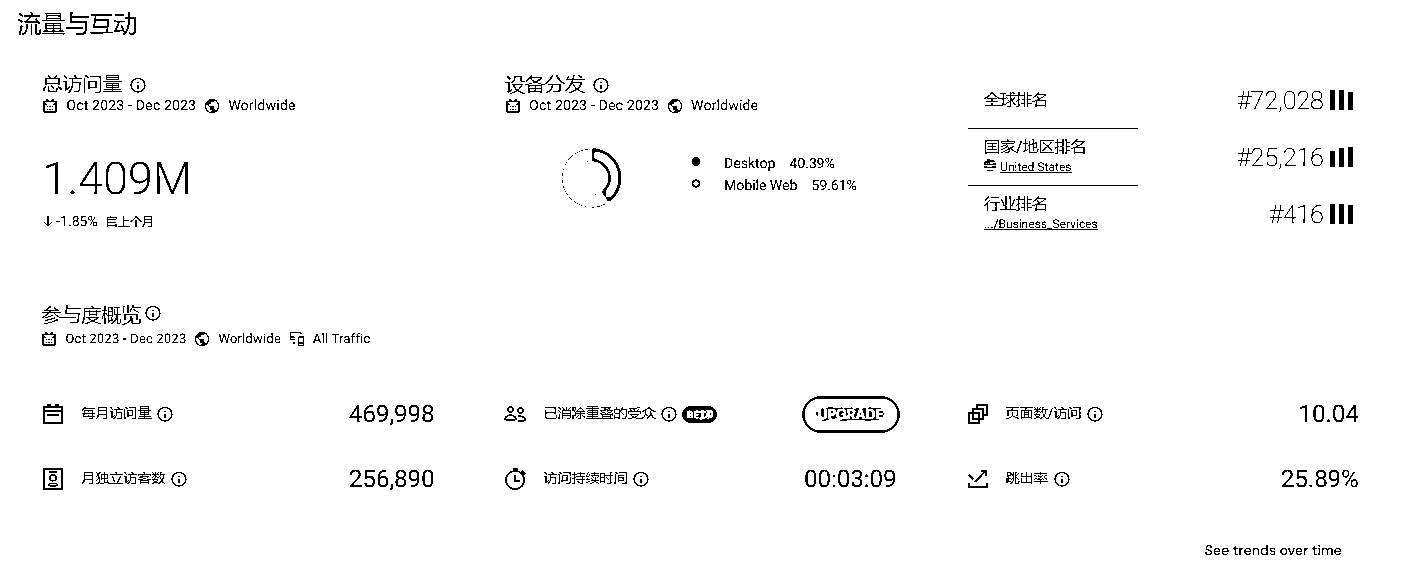 流量与互动
总访问量
Oct 2023 - Dec 2023 Worldwide
1.409M
-1.85% 自上个月
设备分发
Oct 2023 - Dec 2023 Worldwide
Desktop 40.39%
Mobile Web 59.61%
全球排名 #72,028
国家/地区排名 #25,216
United States
行业排名 #416
.../Business_Services
参与度概览
Oct 2023 - Dec 2023 Worldwide All Traffic
每月访问量 469,998
已消除重叠的受众 BETA UPGRADE
页面数/访问 10.04
月独立访客数 256,890
访问持续时间 00:03:09
跳出率 25.89%
See trends over time